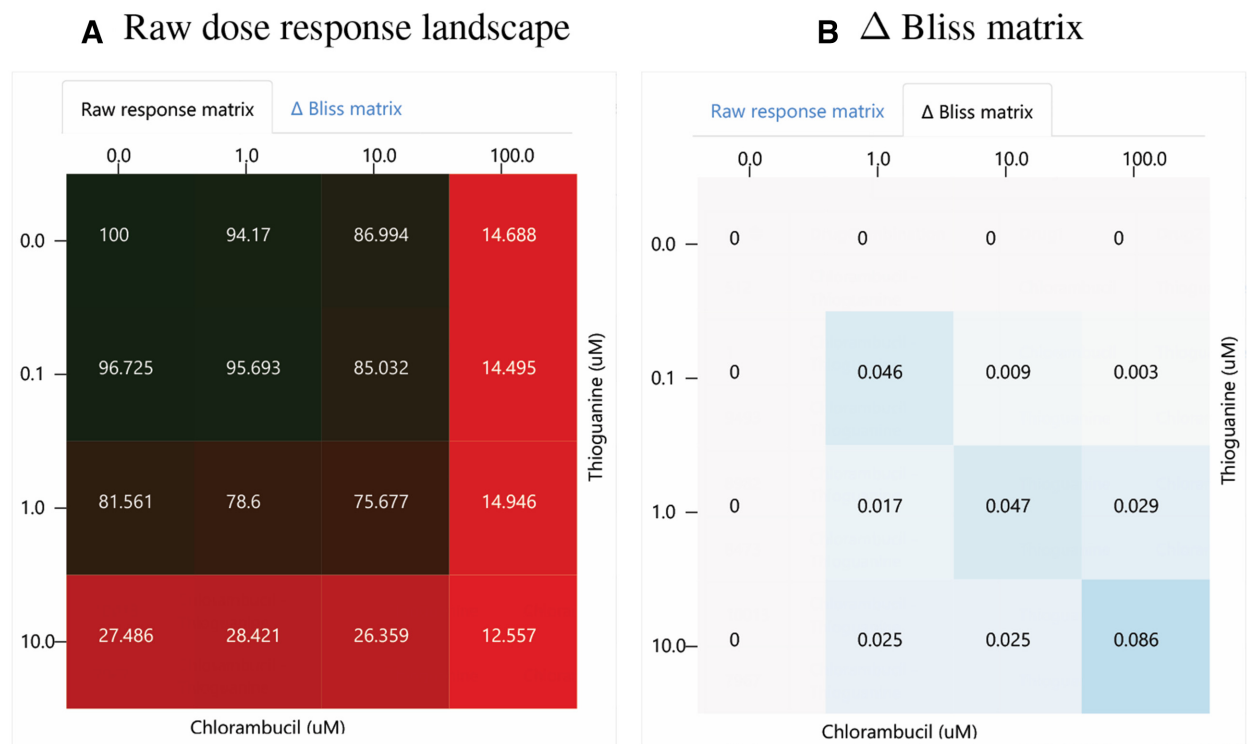 A Raw dose response landscape
Raw response matrix Δ Bliss matrix
0.0 1.0 10.0 100.0
0.0 100 94.17 86.994 14.688
0.1 96.725 95.693 85.032 14.495
1.0 81.561 78.6 75.677 14.946
10.0 27.486 28.421 26.359 12.557
Thioguanine (uM)
Chlorambucil (uM)
B Δ Bliss matrix
Raw response matrix Δ Bliss matrix
0.0 1.0 10.0 100.0
0.0 0 0 0 0
0.1 0 0.046 0.009 0.003
1.0 0 0.017 0.047 0.029
10.0 0 0.025 0.025 0.086
Thioguanine (uM)
Chlorambucil (uM)